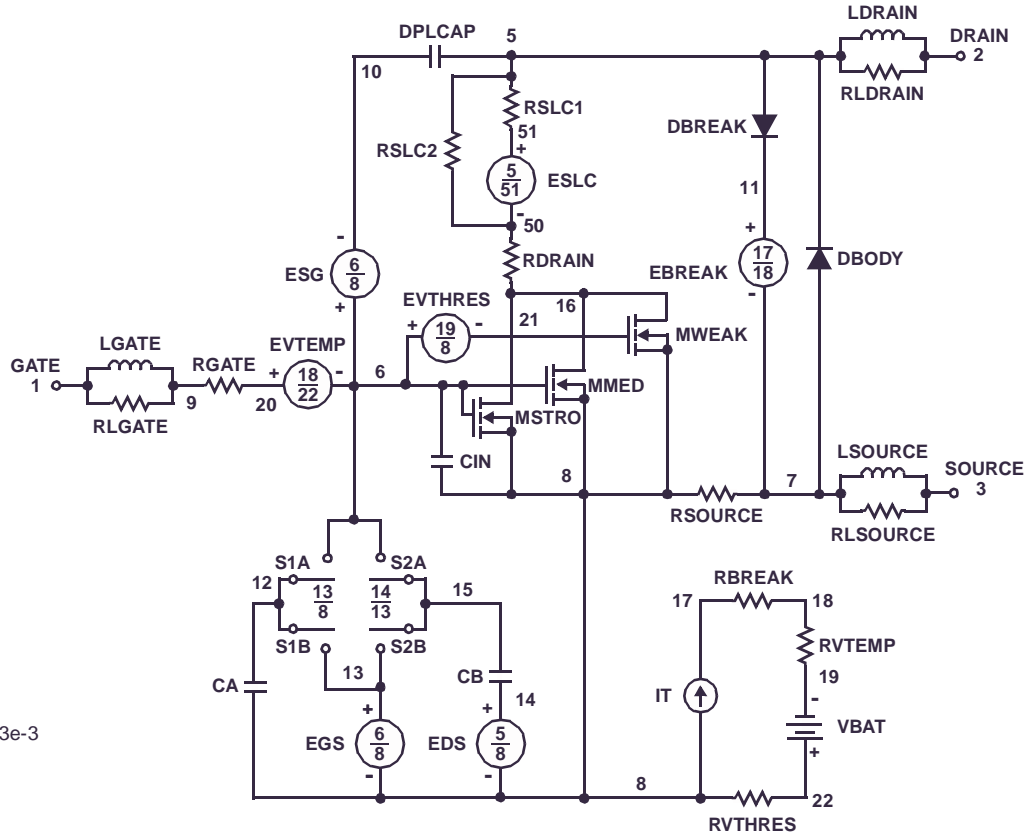 LDRAIN
DPLCAP
5
DRAIN
2
10
RLDRAIN
RSLC1
51
DBREAK
RSLC2
+
5
51
ESLC
11
-
50
-
+
RDRAIN
17
18
DBODY
ESG
6
8
EBREAK
+
-
EVTHRES
16
21
+
19
8
-
MWEAK
LGATE
EVTEMP
GATE
1
RGATE
+
18
22
-
6
MMED
9
20
MSTRO
RLGATE
LSOURCE
CIN
8
7
SOURCE
3
RSOURCE
RLSOURCE
S1A
S2A
12
13
8
14
13
15
RBREAK
17
18
S1B
S2B
RVTEMP
13
CB
19
CA
14
IT
-
+
+
VBAT
3e-3
EGS
6
8
EDS
5
8
+
-
-
8
22
RVTHRES